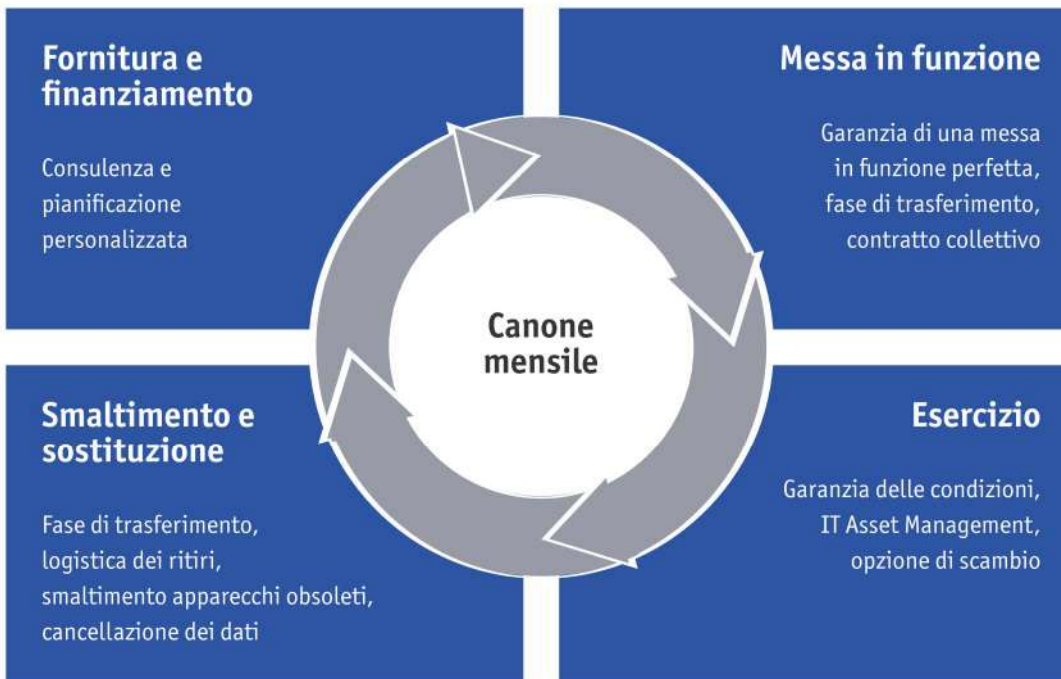 Fornitura e
finanziamento
Consulenza e
pianificazione
personalizzata
Messa in funzione
Garanzia di una messa
in funzione perfetta,
fase di trasferimento,
contratto collettivo
Canone
mensile
Smaltimento e
sostituzione
Fase di trasferimento,
logistica dei ritiri,
smaltimento apparecchi obsoleti,
cancellazione dei dati
Esercizio
Garanzia delle condizioni,
IT Asset Management,
opzione di scambio